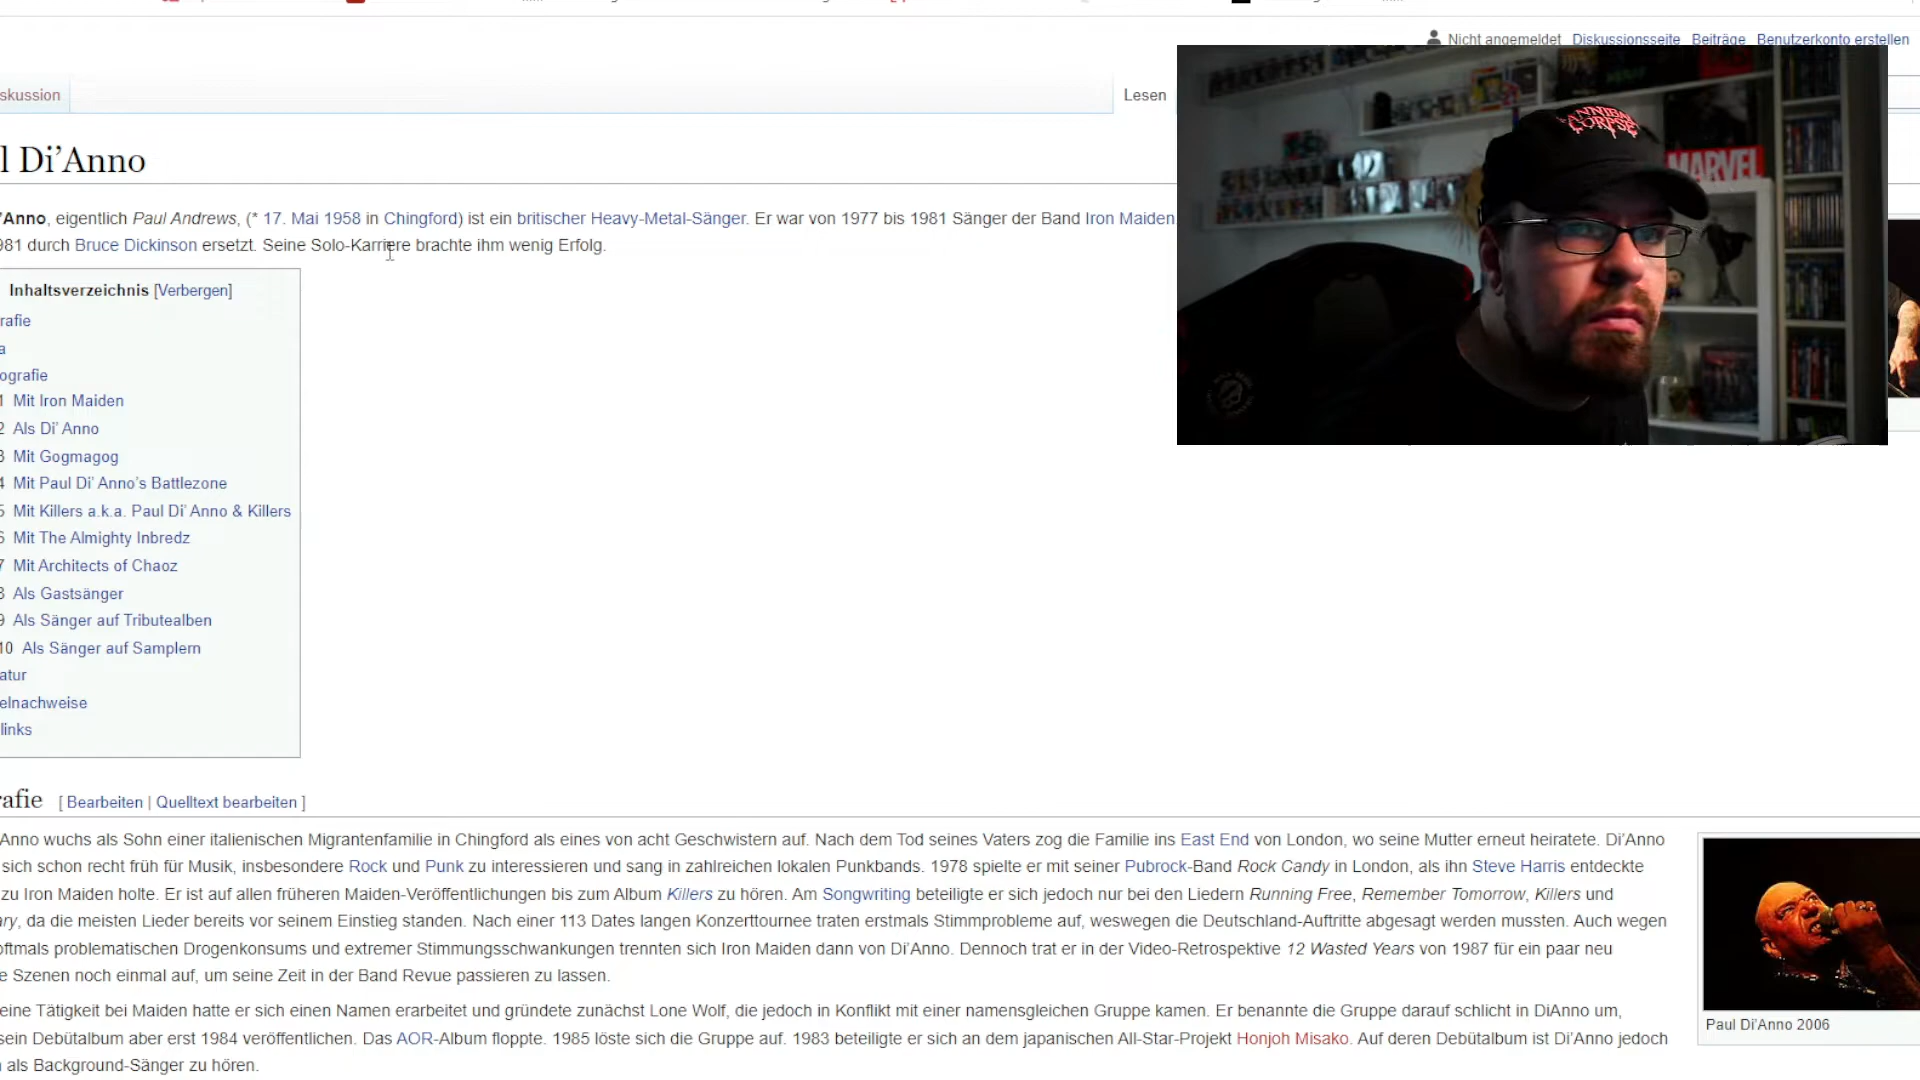 Nicht angemeldet Diskussionsseite Beiträge Benutzerkonto erstellen
skussion
Lesen
l Di’Anno
’Anno, eigentlich Paul Andrews, (* 17. Mai 1958 in Chingford) ist ein britischer Heavy-Metal-Sänger. Er war von 1977 bis 1981 Sänger der Band Iron Maiden.
981 durch Bruce Dickinson ersetzt. Seine Solo-Karriere brachte ihm wenig Erfolg.
CANNIBAL
CORPSE
MARVEL
Inhaltsverzeichnis [Verbergen]
rafie
a
ografie
1 Mit Iron Maiden
2 Als Di’ Anno
3 Mit Gogmagog
4 Mit Paul Di’ Anno’s Battlezone
5 Mit Killers a.k.a. Paul Di’ Anno & Killers
6 Mit The Almighty Inbredz
7 Mit Architects of Chaoz
8 Als Gastsänger
9 Als Sänger auf Tributealben
10 Als Sänger auf Samplern
atur
elnachweise
links
rafie [ Bearbeiten | Quelltext bearbeiten ]
Anno wuchs als Sohn einer italienischen Migrantenfamilie in Chingford als eines von acht Geschwistern auf. Nach dem Tod seines Vaters zog die Familie ins East End von London, wo seine Mutter erneut heiratete. Di’Anno
sich schon recht früh für Musik, insbesondere Rock und Punk zu interessieren und sang in zahlreichen lokalen Punkbands. 1978 spielte er mit seiner Pubrock-Band Rock Candy in London, als ihn Steve Harris entdeckte
zu Iron Maiden holte. Er ist auf allen früheren Maiden-Veröffentlichungen bis zum Album Killers zu hören. Am Songwriting beteiligte er sich jedoch nur bei den Liedern Running Free, Remember Tomorrow, Killers und
ry, da die meisten Lieder bereits vor seinem Einstieg standen. Nach einer 113 Dates langen Konzerttournee traten erstmals Stimmprobleme auf, weswegen die Deutschland-Auftritte abgesagt werden mussten. Auch wegen
oftmals problematischen Drogenkonsums und extremer Stimmungsschwankungen trennten sich Iron Maiden dann von Di’Anno. Dennoch trat er in der Video-Retrospektive 12 Wasted Years von 1987 für ein paar neu
e Szenen noch einmal auf, um seine Zeit in der Band Revue passieren zu lassen.
eine Tätigkeit bei Maiden hatte er sich einen Namen erarbeitet und gründete zunächst Lone Wolf, die jedoch in Konflikt mit einer namensgleichen Gruppe kamen. Er benannte die Gruppe darauf schlicht in DiAnno um,
sein Debütalbum aber erst 1984 veröffentlichen. Das AOR-Album floppte. 1985 löste sich die Gruppe auf. 1983 beteiligte er sich an dem japanischen All-Star-Projekt Honjoh Misako. Auf deren Debütalbum ist Di’Anno jedoch
als Background-Sänger zu hören.
Paul Di’Anno 2006